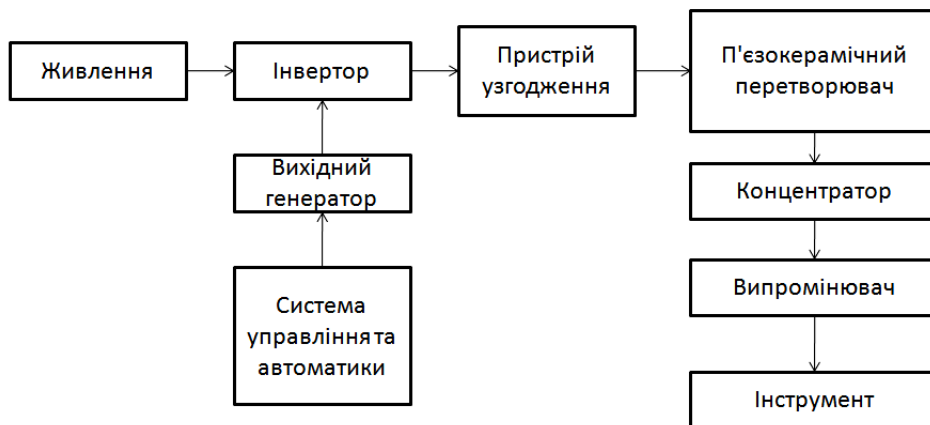 Живлення
Інвертор
Пристрій
узгодження
П'єзокерамічний
перетворювач
Вихідний
генератор
Концентратор
Система
управління та
автоматики
Випромінювач
Інструмент